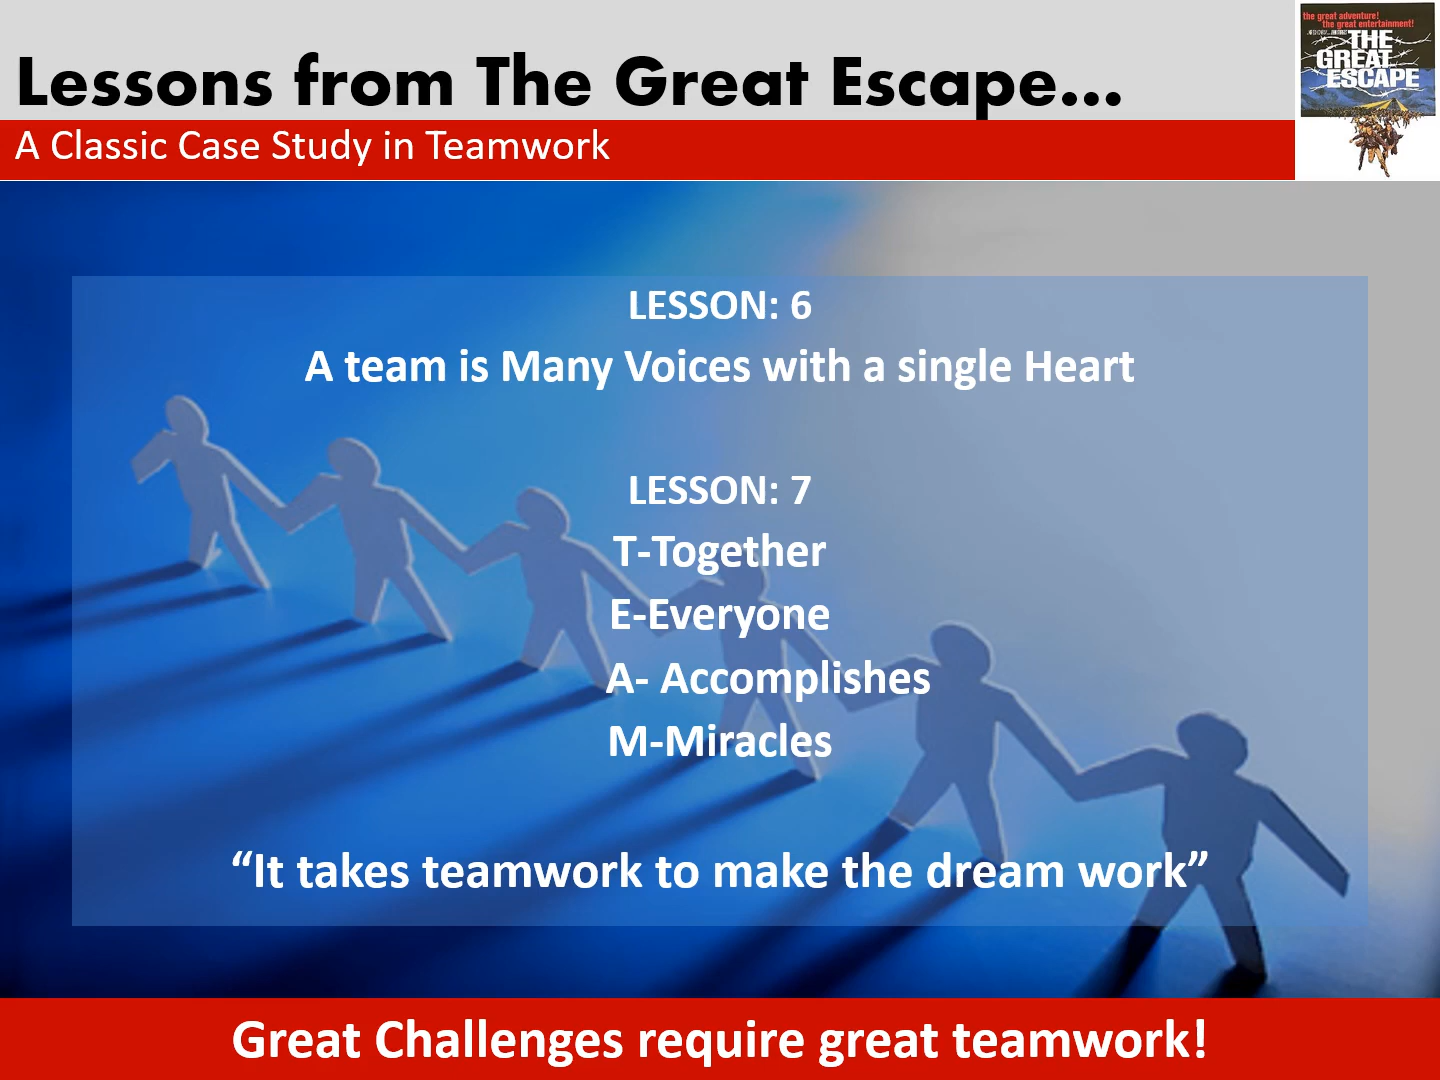 Lessons from The Great Escape...
A Classic Case Study in Teamwork
the great adventure!
the great entertainment!
THE
GREAT
ESCAPE
LESSON: 6
A team is Many Voices with a single Heart
LESSON: 7
T-Together
E-Everyone
A- Accomplishes
M-Miracles
“It takes teamwork to make the dream work”
Great Challenges require great teamwork!